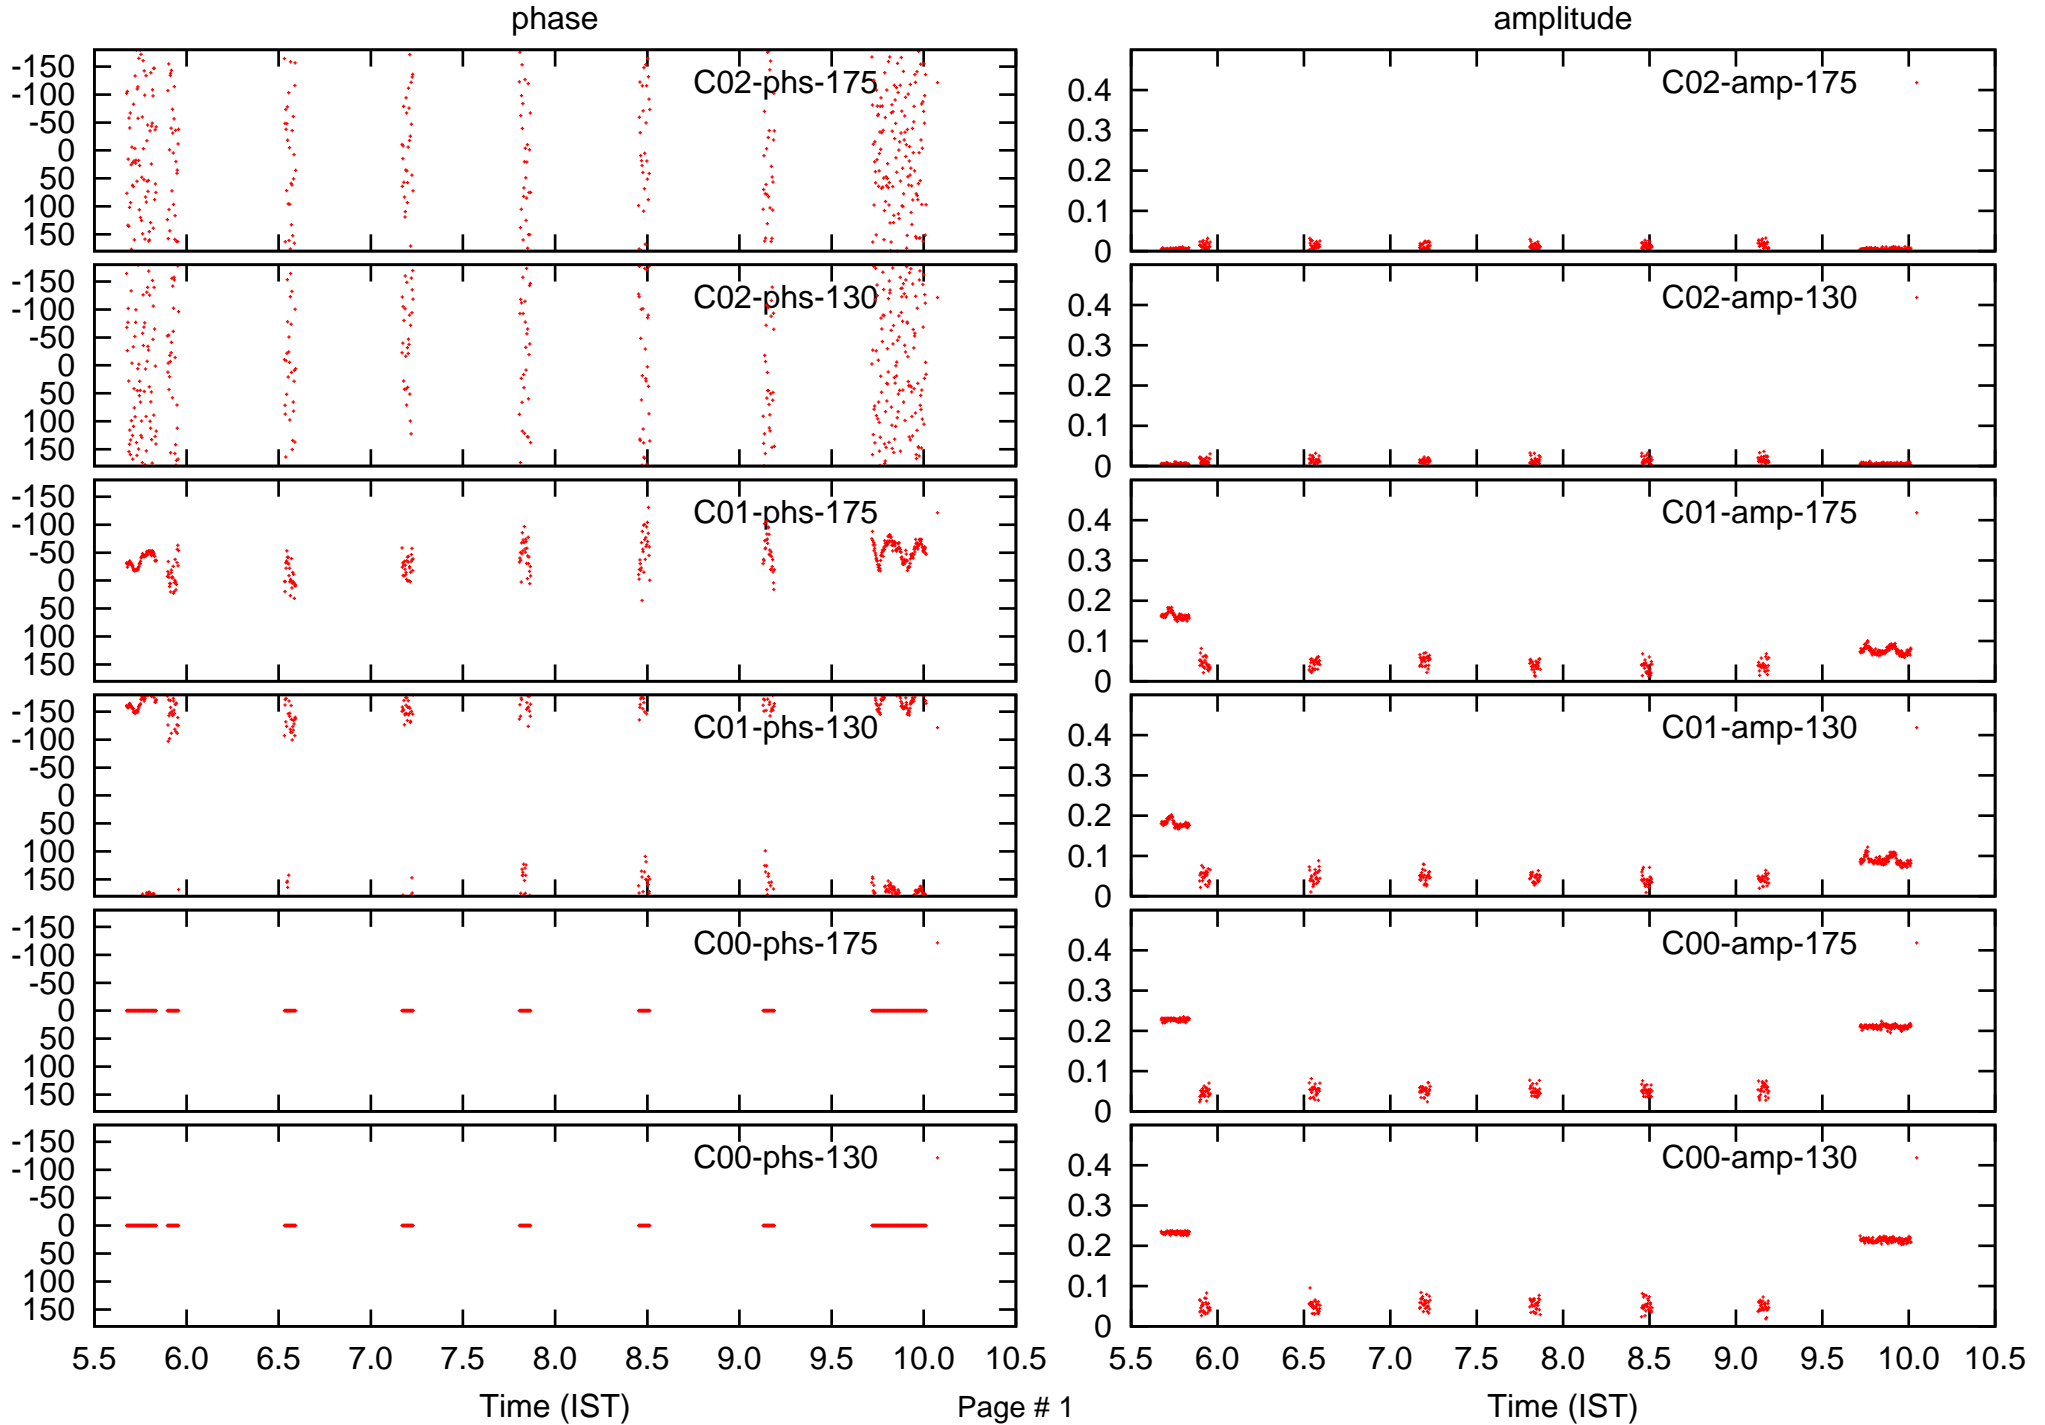 phase amplitude
C02-phs-175 C02-amp-175
-150 -100 -50 0 50 100 150
0.4 0.3 0.2 0.1 0
C02-phs-130 C02-amp-130
-150 -100 -50 0 50 100 150
0.4 0.3 0.2 0.1 0
C01-phs-175 C01-amp-175
-150 -100 -50 0 50 100 150
0.4 0.3 0.2 0.1 0
C01-phs-130 C01-amp-130
-150 -100 -50 0 50 100 150
0.4 0.3 0.2 0.1 0
C00-phs-175 C00-amp-175
-150 -100 -50 0 50 100 150
0.4 0.3 0.2 0.1 0
C00-phs-130 C00-amp-130
-150 -100 -50 0 50 100 150
0.4 0.3 0.2 0.1 0
5.5 6.0 6.5 7.0 7.5 8.0 8.5 9.0 9.5 10.0 10.5 5.5 6.0 6.5 7.0 7.5 8.0 8.5 9.0 9.5 10.0 10.5
Time (IST) Page # 1 Time (IST)